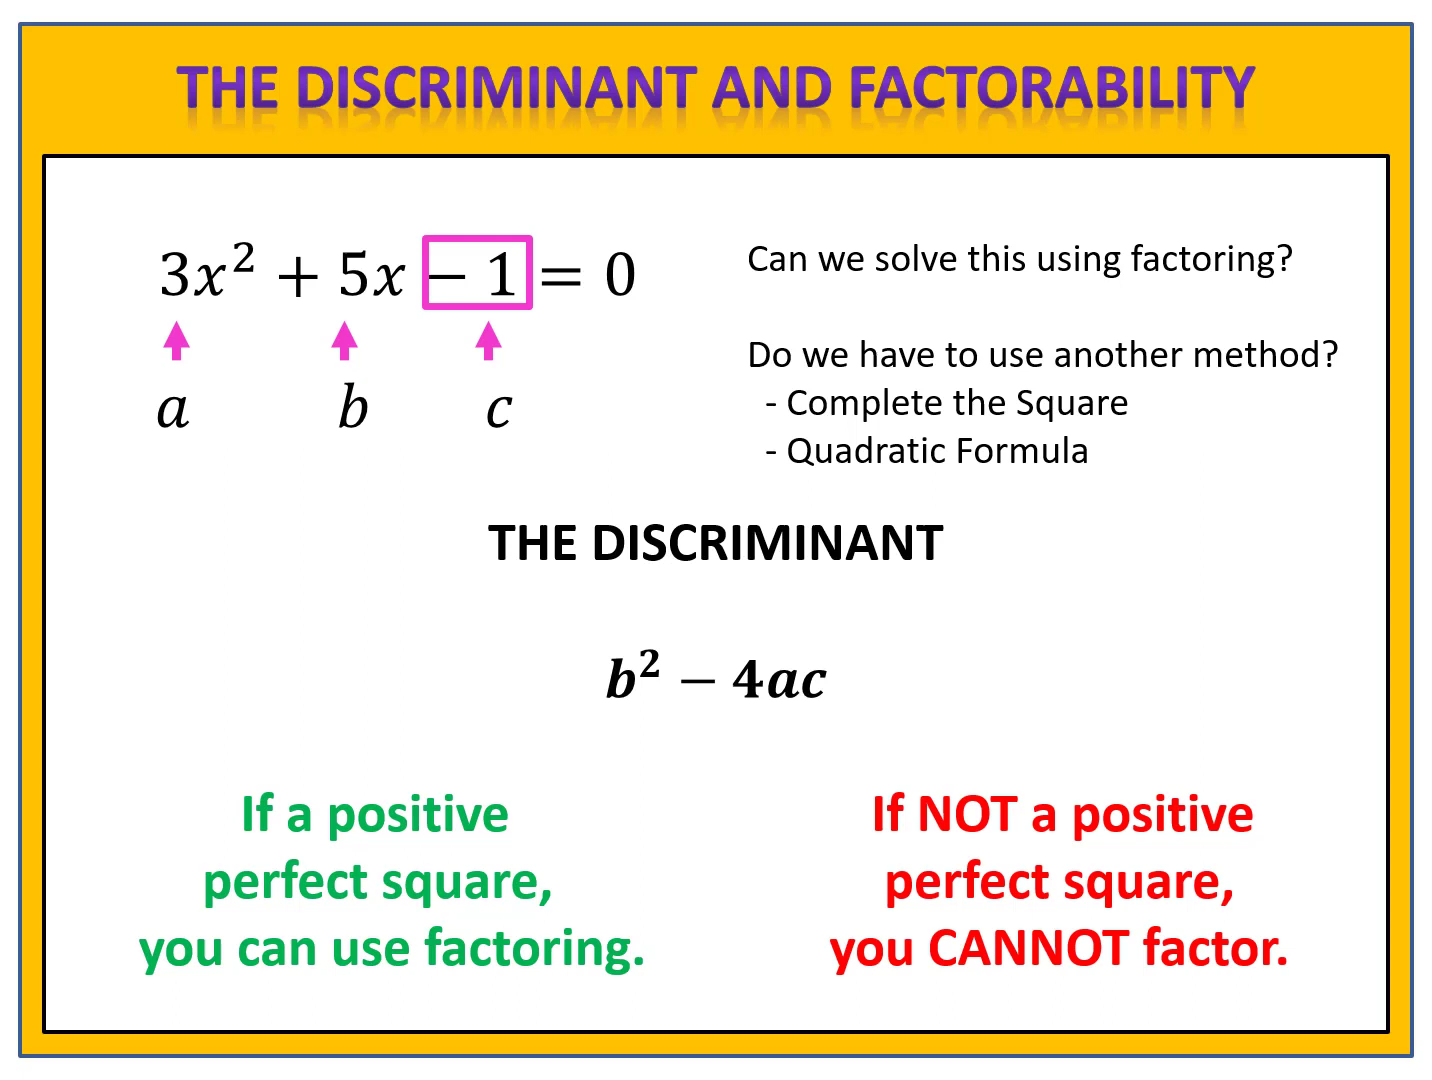 THE DISCRIMINANT AND FACTORABILITY
3x² + 5x − 1 = 0
a b c
Can we solve this using factoring?
Do we have to use another method?
- Complete the Square
- Quadratic Formula
THE DISCRIMINANT
b² − 4ac
If a positive
perfect square,
you can use factoring.
If NOT a positive
perfect square,
you CANNOT factor.